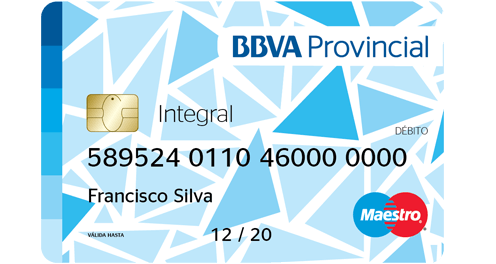 BBVA Provincial
Integral
DÉBITO
589524 0110 46000 0000
Francisco Silva
Maestro
VÁLIDA HASTA 12 / 20